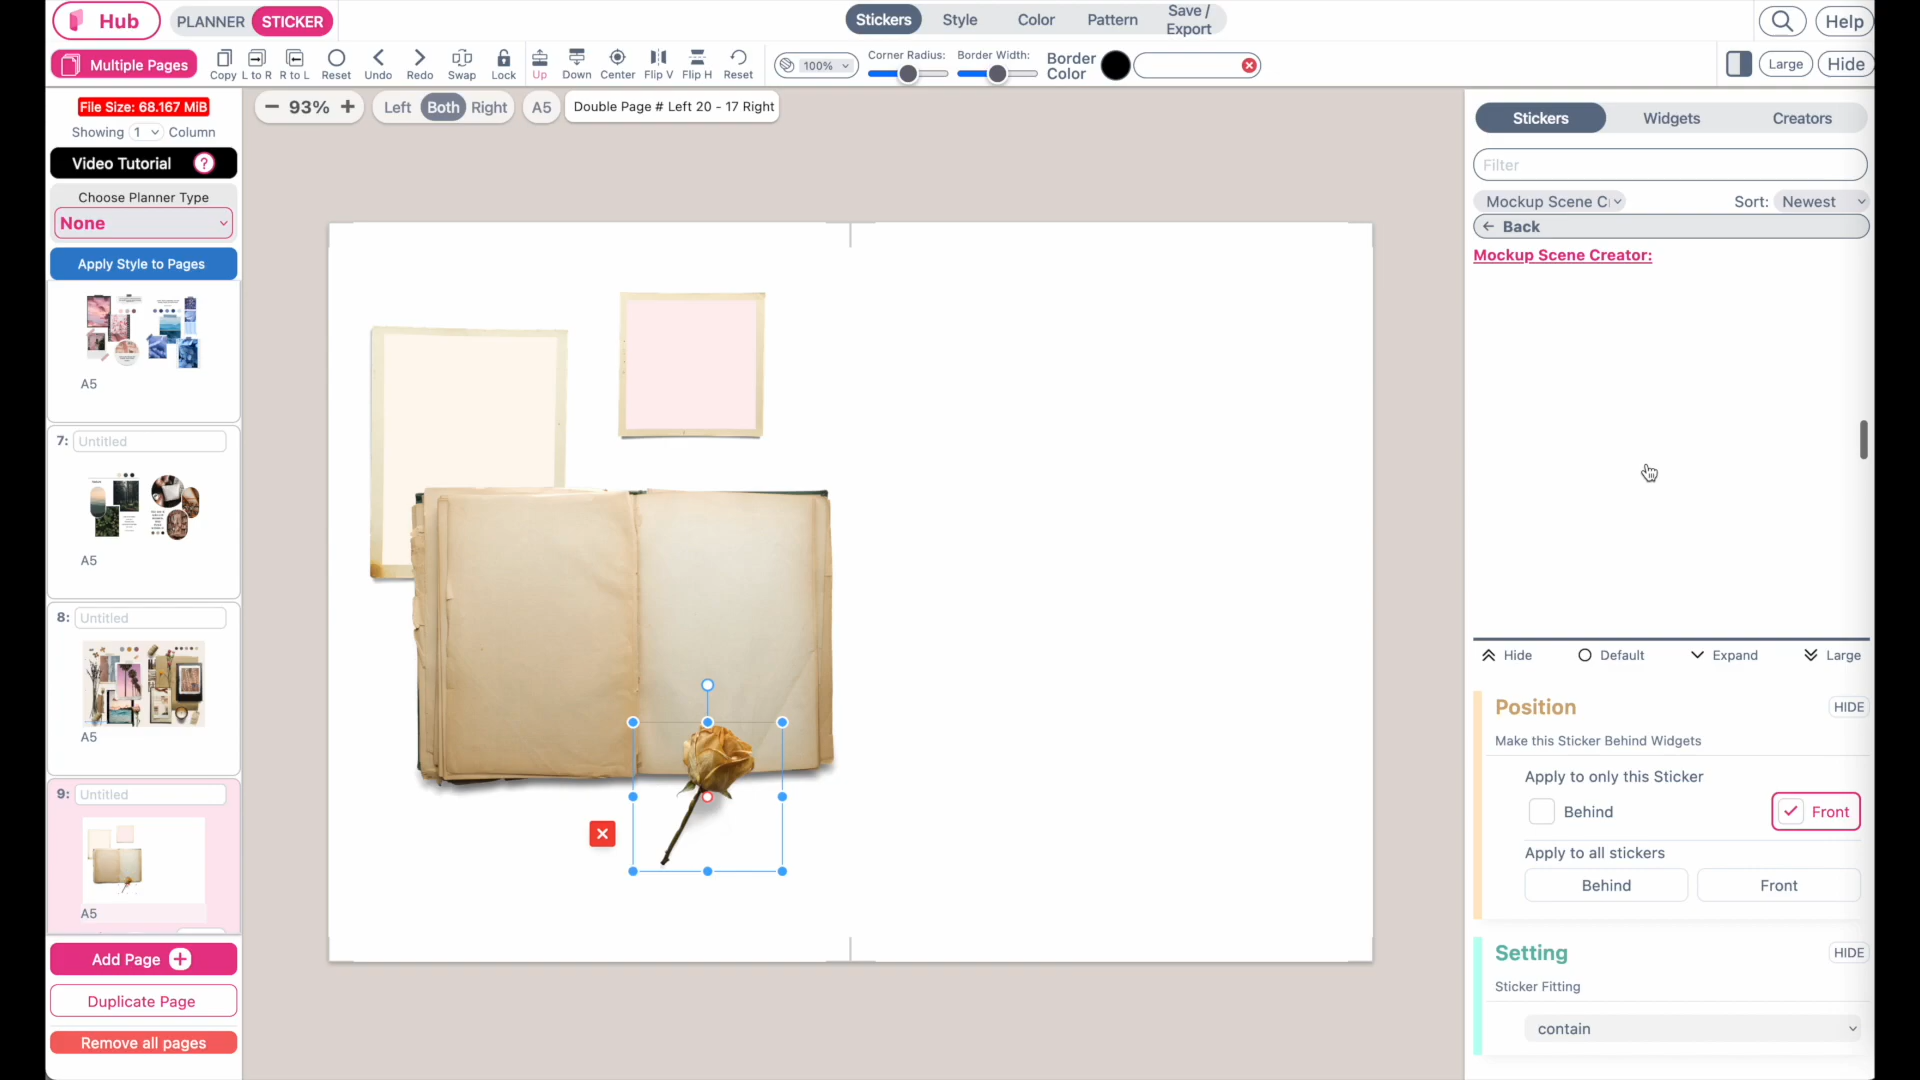 Hub
PLANNER STICKER
Stickers Style Color Pattern Save / Export
Help
Multiple Pages
Copy L to R R to L Reset Undo Redo Swap Lock Up Down Center Flip V Flip H Reset
100%
Corner Radius:
Border Width:
Border Color
Large
Hide
File Size: 68.167 MiB
Showing 1 Column
Video Tutorial ?
Choose Planner Type
None
Apply Style to Pages
A5
7: Untitled
A5
8: Untitled
A5
9: Untitled
A5
Add Page
Duplicate Page
Remove all pages
93%
Left Both Right
A5
Double Page # Left 20 - 17 Right
Stickers Widgets Creators
Filter
Mockup Scene C
Sort: Newest
Back
Mockup Scene Creator:
Hide Default Expand Large
Position HIDE
Make this Sticker Behind Widgets
Apply to only this Sticker
Behind Front
Apply to all stickers
Behind Front
Setting HIDE
Sticker Fitting
contain